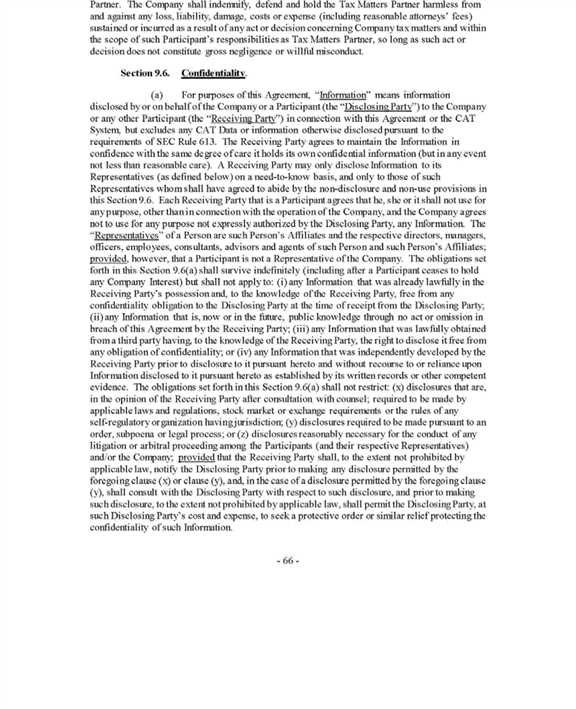 Partner. The Company shall indemnify, defend and hold the Tax Matters Partner harmless from
and against any loss, liability, damage, costs or expense (including reasonable attorneys' fees)
sustained or incurred as a result of any act or decision concerning Company tax matters and within
the scope of such Participant's responsibilities as Tax Matters Partner, so long as such act or
decision does not constitute gross negligence or willful misconduct.
Section 9.6. Confidentiality.
(a) For purposes of this Agreement, "Information" means information
disclosed by or on behalf of the Company or a Participant (the "Disclosing Party") to the Company
or any other Participant (the "Receiving Party") in connection with this Agreement or the CAT
System, but excludes any CAT Data or information otherwise disclosed pursuant to the
requirements of SEC Rule 613. The Receiving Party agrees to maintain the Information in
confidence with the same degree of care it holds its own confidential information (but in any event
not less than reasonable care). A Receiving Party may only disclose Information to its
Representatives (as defined below) on a need-to-know basis, and only to those of such
Representatives whom shall have agreed to abide by the non-disclosure and non-use provisions in
this Section 9.6. Each Receiving Party that is a Participant agrees that he, she or it shall not use for
any purpose, other than in connection with the operation of the Company, and the Company agrees
not to use for any purpose not expressly authorized by the Disclosing Party, any Information. The
"Representatives" of a Person are such Person's Affiliates and the respective directors, managers,
officers, employees, consultants, advisors and agents of such Person and such Person's Affiliates;
provided, however, that a Participant is not a Representative of the Company. The obligations set
forth in this Section 9.6(a) shall survive indefinitely (including after a Participant ceases to hold
any Company Interest) but shall not apply to: (i) any Information that was already lawfully in the
Receiving Party's possession and, to the knowledge of the Receiving Party, free from any
confidentiality obligation to the Disclosing Party at the time of receipt from the Disclosing Party;
(ii) any Information that is, now or in the future, public knowledge through no act or omission in
breach of this Agreement by the Receiving Party; (iii) any Information that was lawfully obtained
from a third party having, to the knowledge of the Receiving Party, the right to disclose it free from
any obligation of confidentiality; or (iv) any Information that was independently developed by the
Receiving Party prior to disclosure to it pursuant hereto and without recourse to or reliance upon
Information disclosed to it pursuant hereto as established by its written records or other competent
evidence. The obligations set forth in this Section 9.6(a) shall not restrict: (x) disclosures that are,
in the opinion of the Receiving Party after consultation with counsel; required to be made by
applicable laws and regulations, stock market or exchange requirements or the rules of any
self-regulatory organization having jurisdiction; (y) disclosures required to be made pursuant to an
order, subpoena or legal process; or (z) disclosures reasonably necessary for the conduct of any
litigation or arbitral proceeding among the Participants (and their respective Representatives)
and/or the Company; provided that the Receiving Party shall, to the extent not prohibited by
applicable law, notify the Disclosing Party prior to making any disclosure permitted by the
foregoing clause (x) or clause (y), and, in the case of a disclosure permitted by the foregoing clause
(y), shall consult with the Disclosing Party with respect to such disclosure, and prior to making
such disclosure, to the extent not prohibited by applicable law, shall permit the Disclosing Party, at
such Disclosing Party's cost and expense, to seek a protective order or similar relief protecting the
confidentiality of such Information.
- 66 -